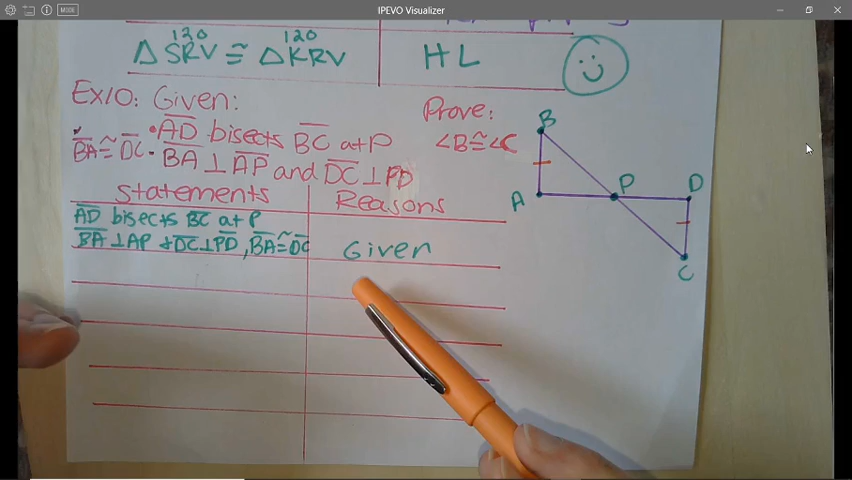 IPEVO Visualizer
MODE
120 120
△SRV ≅ △KRV HL
Ex10: Given: Prove:
• AD bisects BC at P ∠B≅∠C
BA≅DC • BA ⊥ AP and DC ⊥ PD
Statements Reasons
AD bisects BC at P
BA ⊥ AP & DC ⊥ PD, BA≅DC Given
B
A P D
C